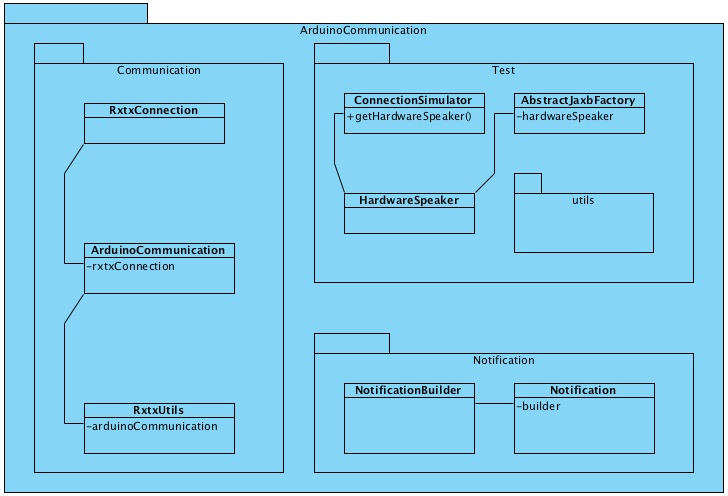 ArduinoCommunication
Communication
RxtxConnection
ArduinoCommunication
-rxtxConnection
RxtxUtils
-arduinoCommunication
Test
ConnectionSimulator
+getHardwareSpeaker()
AbstractJaxbFactory
-hardwareSpeaker
HardwareSpeaker
utils
Notification
NotificationBuilder
Notification
-builder